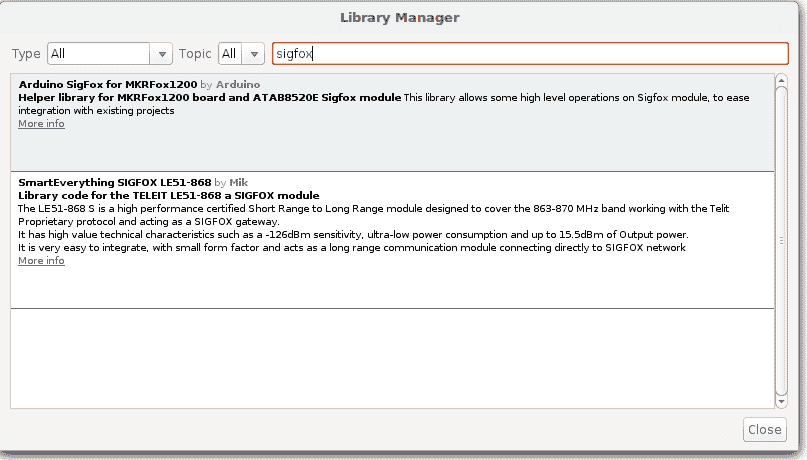 Library Manager
Type All Topic All sigfox
Arduino SigFox for MKRFox1200 by Arduino
Helper library for MKRFox1200 board and ATAB8520E Sigfox module This library allows some high level operations on Sigfox module, to ease
integration with existing projects
More info
SmartEverything SIGFOX LE51-868 by Mik
Library code for the TELEIT LE51-868 a SIGFOX module
The LE51-868 S is a high performance certified Short Range to Long Range module designed to cover the 863-870 MHz band working with the Telit
Proprietary protocol and acting as a SIGFOX gateway.
It has high value technical characteristics such as a -126dBm sensitivity, ultra-low power consumption and up to 15.5dBm of Output power.
It is very easy to integrate, with small form factor and acts as a long range communication module connecting directly to SIGFOX network
More info
Close